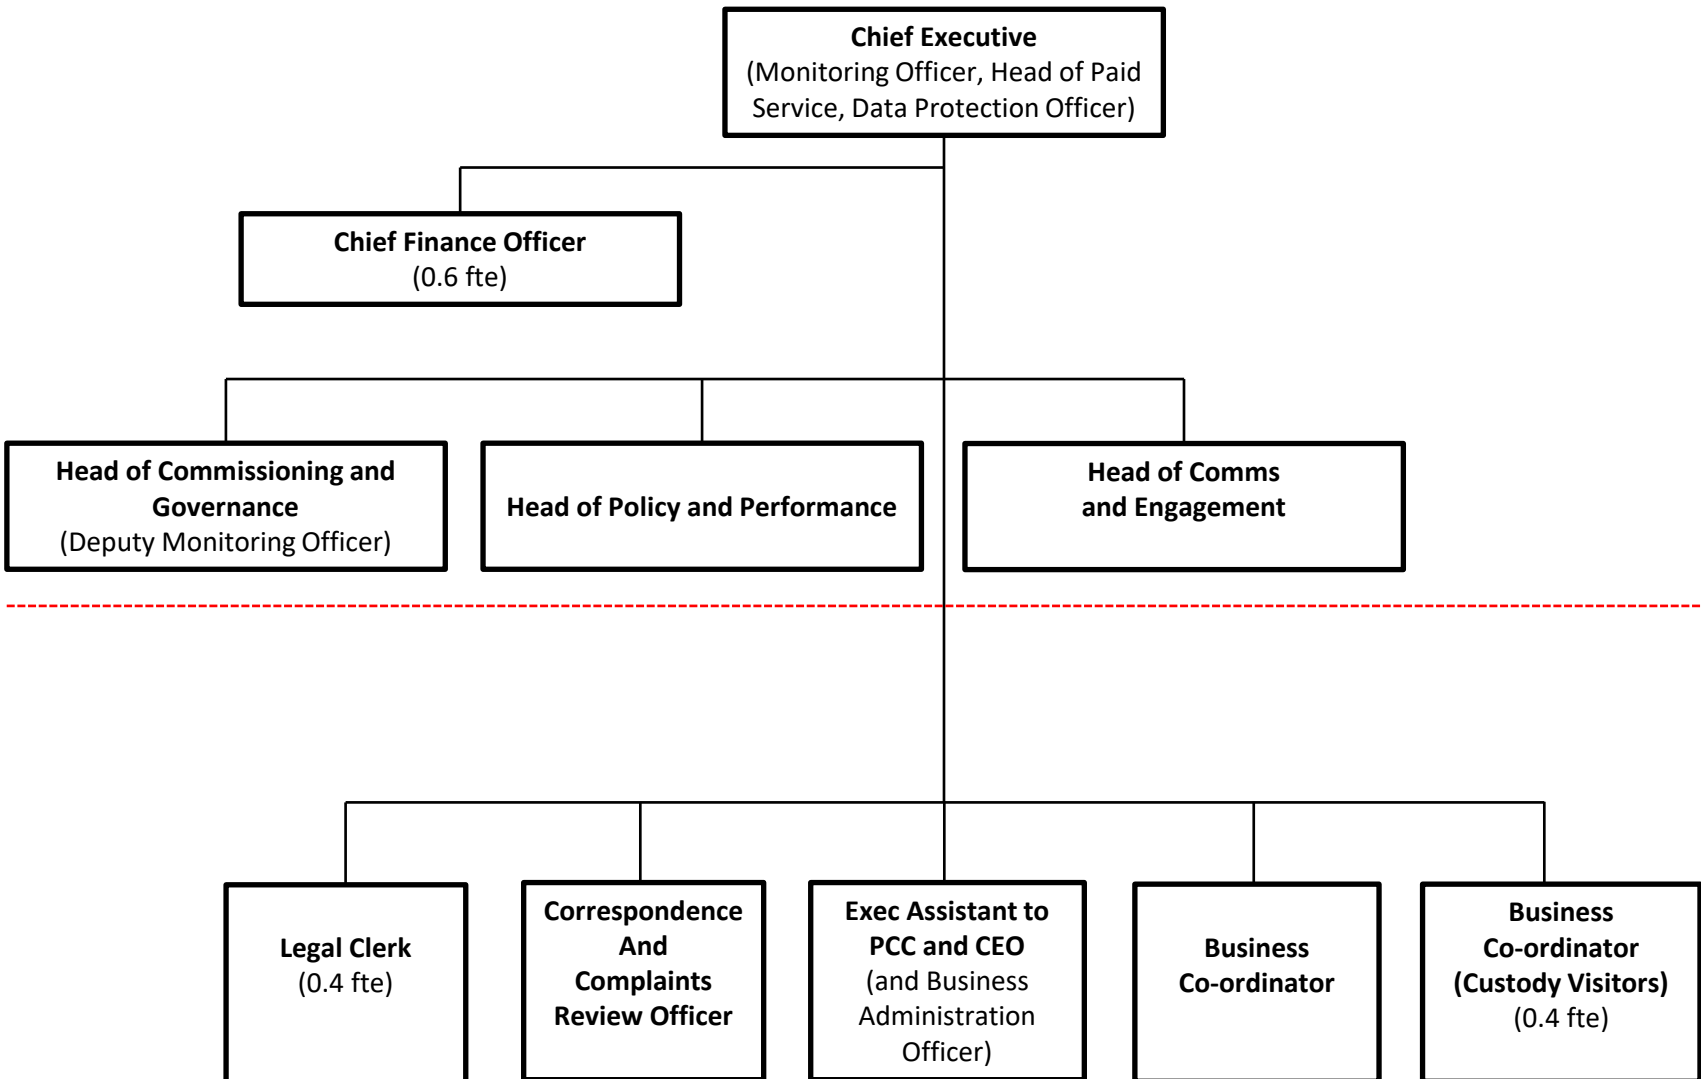 Chief Executive
(Monitoring Officer, Head of Paid
Service, Data Protection Officer)
Chief Finance Officer
(0.6 fte)
Head of Commissioning and
Governance
(Deputy Monitoring Officer)
Head of Policy and Performance
Head of Comms
and Engagement
Legal Clerk
(0.4 fte)
Correspondence
And
Complaints
Review Officer
Exec Assistant to
PCC and CEO
(and Business
Administration
Officer)
Business
Co-ordinator
Business
Co-ordinator
(Custody Visitors)
(0.4 fte)